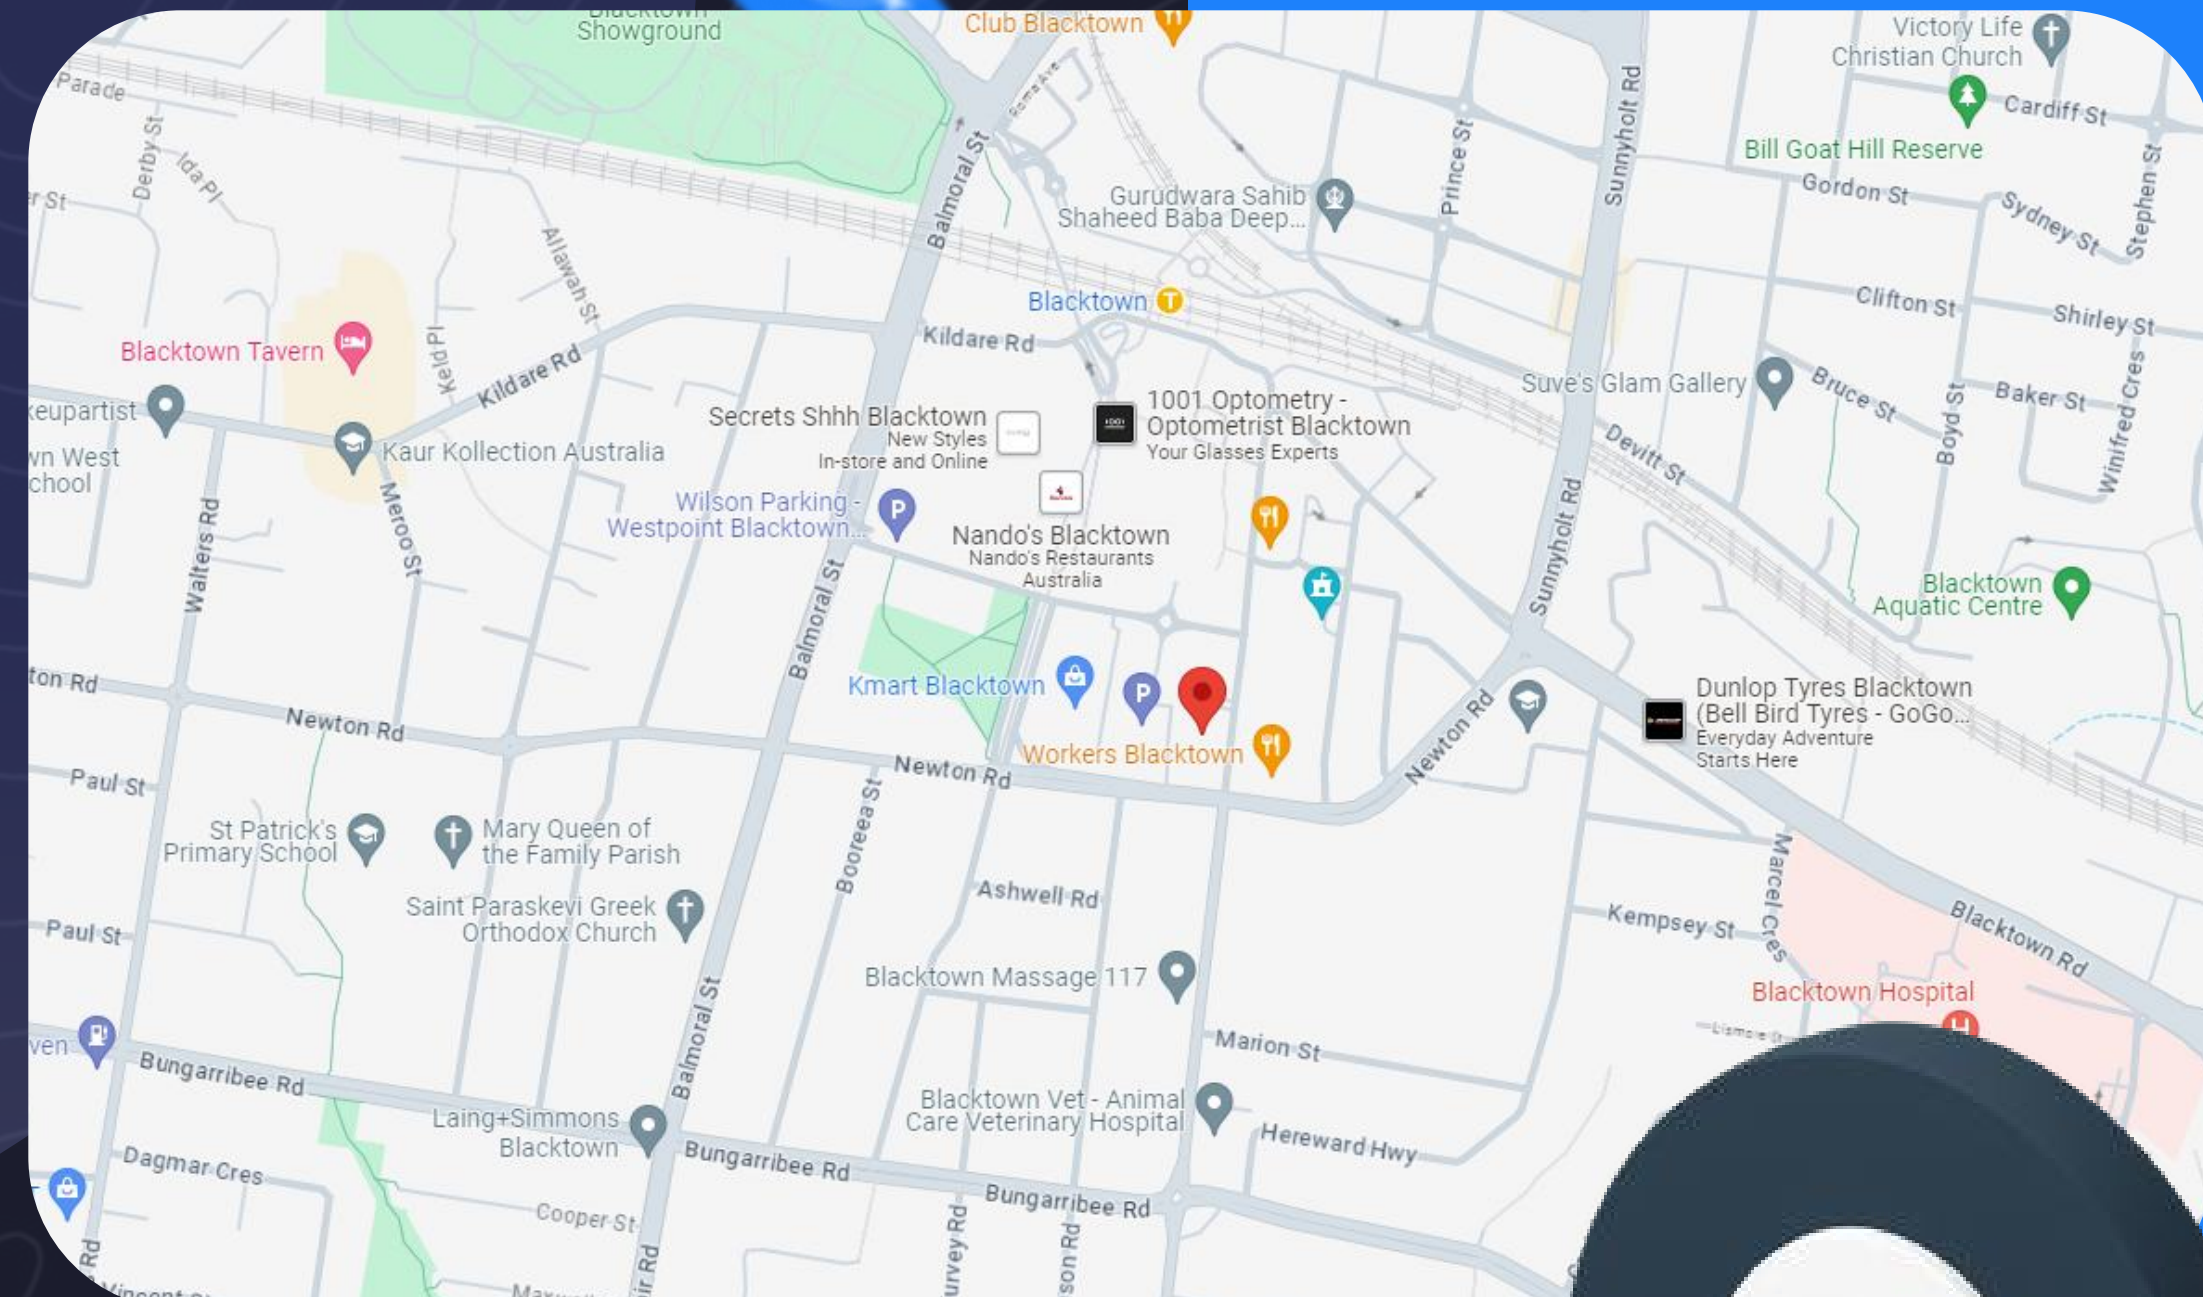 Showground
Club Blacktown
Victory Life
Christian Church
Parade
Cardiff St
Sunnyholt Rd
Bill Goat Hill Reserve
Derby St
Ida Pl
Balmoral St
Prince St
Stephen St
Gurudwara Sahib
Shaheed Baba Deep...
Gordon St
Sydney St
Allawah St
Blacktown
T
Clifton St
Shirley St
Kildare Rd
Blacktown Tavern
Keld Pl
Kildare Rd
Suve's Glam Gallery
Bruce St
Baker St
Boyd St
Winifred Cres
Secrets Shhh Blacktown
New Styles
In-store and Online
1001 Optometry -
Optometrist Blacktown
Your Glasses Experts
Kaur Kollection Australia
Devitt St
Wilson Parking -
Westpoint Blacktown...
P
Walters Rd
Meroo St
Nando's Blacktown
Nando's Restaurants
Australia
Sunnyholt Rd
Balmoral St
Blacktown
Aquatic Centre
Kmart Blacktown
P
Newton Rd
Newton Rd
Newton Rd
Workers Blacktown
Dunlop Tyres Blacktown
(Bell Bird Tyres - GoGo...
Everyday Adventure
Starts Here
Paul St
Booreea St
St Patrick's
Primary School
Mary Queen of
the Family Parish
Ashwell Rd
Marcel Cres
Saint Paraskevi Greek
Orthodox Church
Kempsey St
Blacktown Rd
Paul St
Blacktown Massage 117
Blacktown Hospital
Balmoral St
Marion St
Bungarribee Rd
Laing+Simmons
Blacktown
Blacktown Vet - Animal
Care Veterinary Hospital
Hereward Hwy
Dagmar Cres
Bungarribee Rd
Bungarribee Rd
Cooper St
Rd